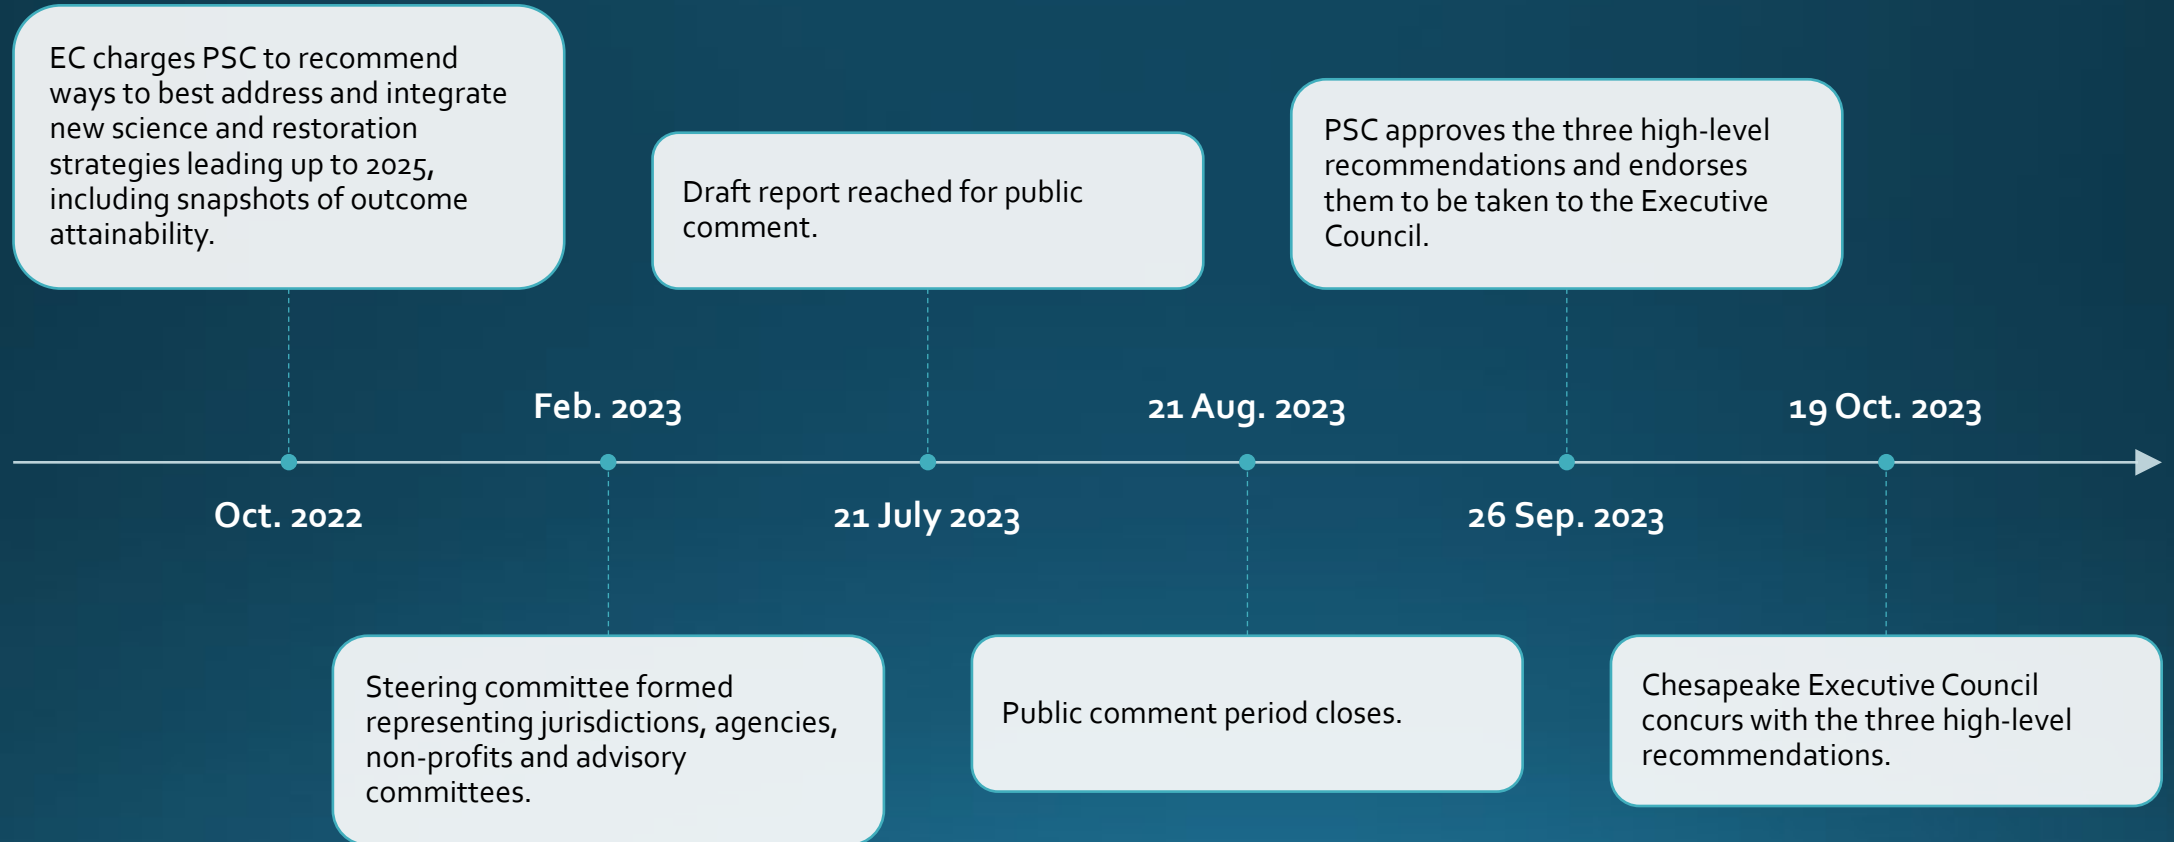 EC charges PSC to recommend
ways to best address and integrate
new science and restoration
strategies leading up to 2025,
including snapshots of outcome
attainability.
Draft report reached for public
comment.
PSC approves the three high-level
recommendations and endorses
them to be taken to the Executive
Council.
Feb. 2023
21 Aug. 2023
19 Oct. 2023
Oct. 2022
21 July 2023
26 Sep. 2023
Steering committee formed
representing jurisdictions, agencies,
non-profits and advisory
committees.
Public comment period closes.
Chesapeake Executive Council
concurs with the three high-level
recommendations.